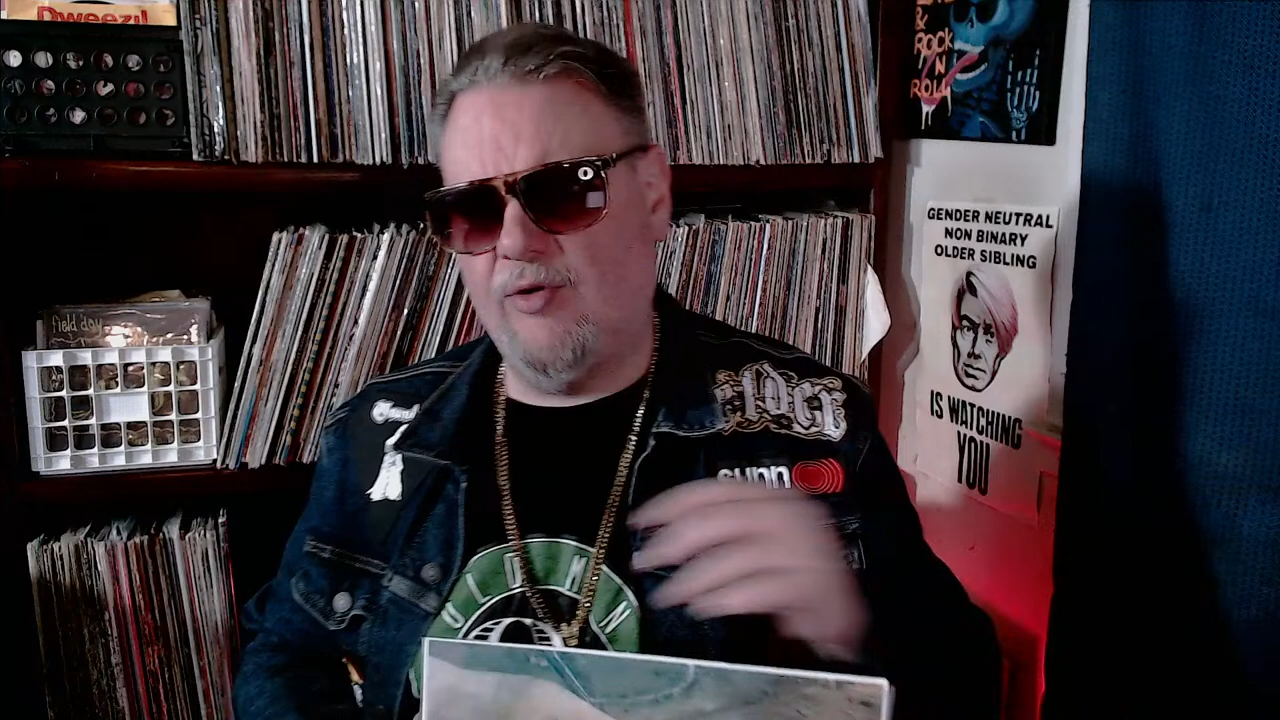 Dweezil
& 
ROCK
N
ROLL
GENDER NEUTRAL
NON BINARY
OLDER SIBLING
field day
IS WATCHING
YOU
sunn